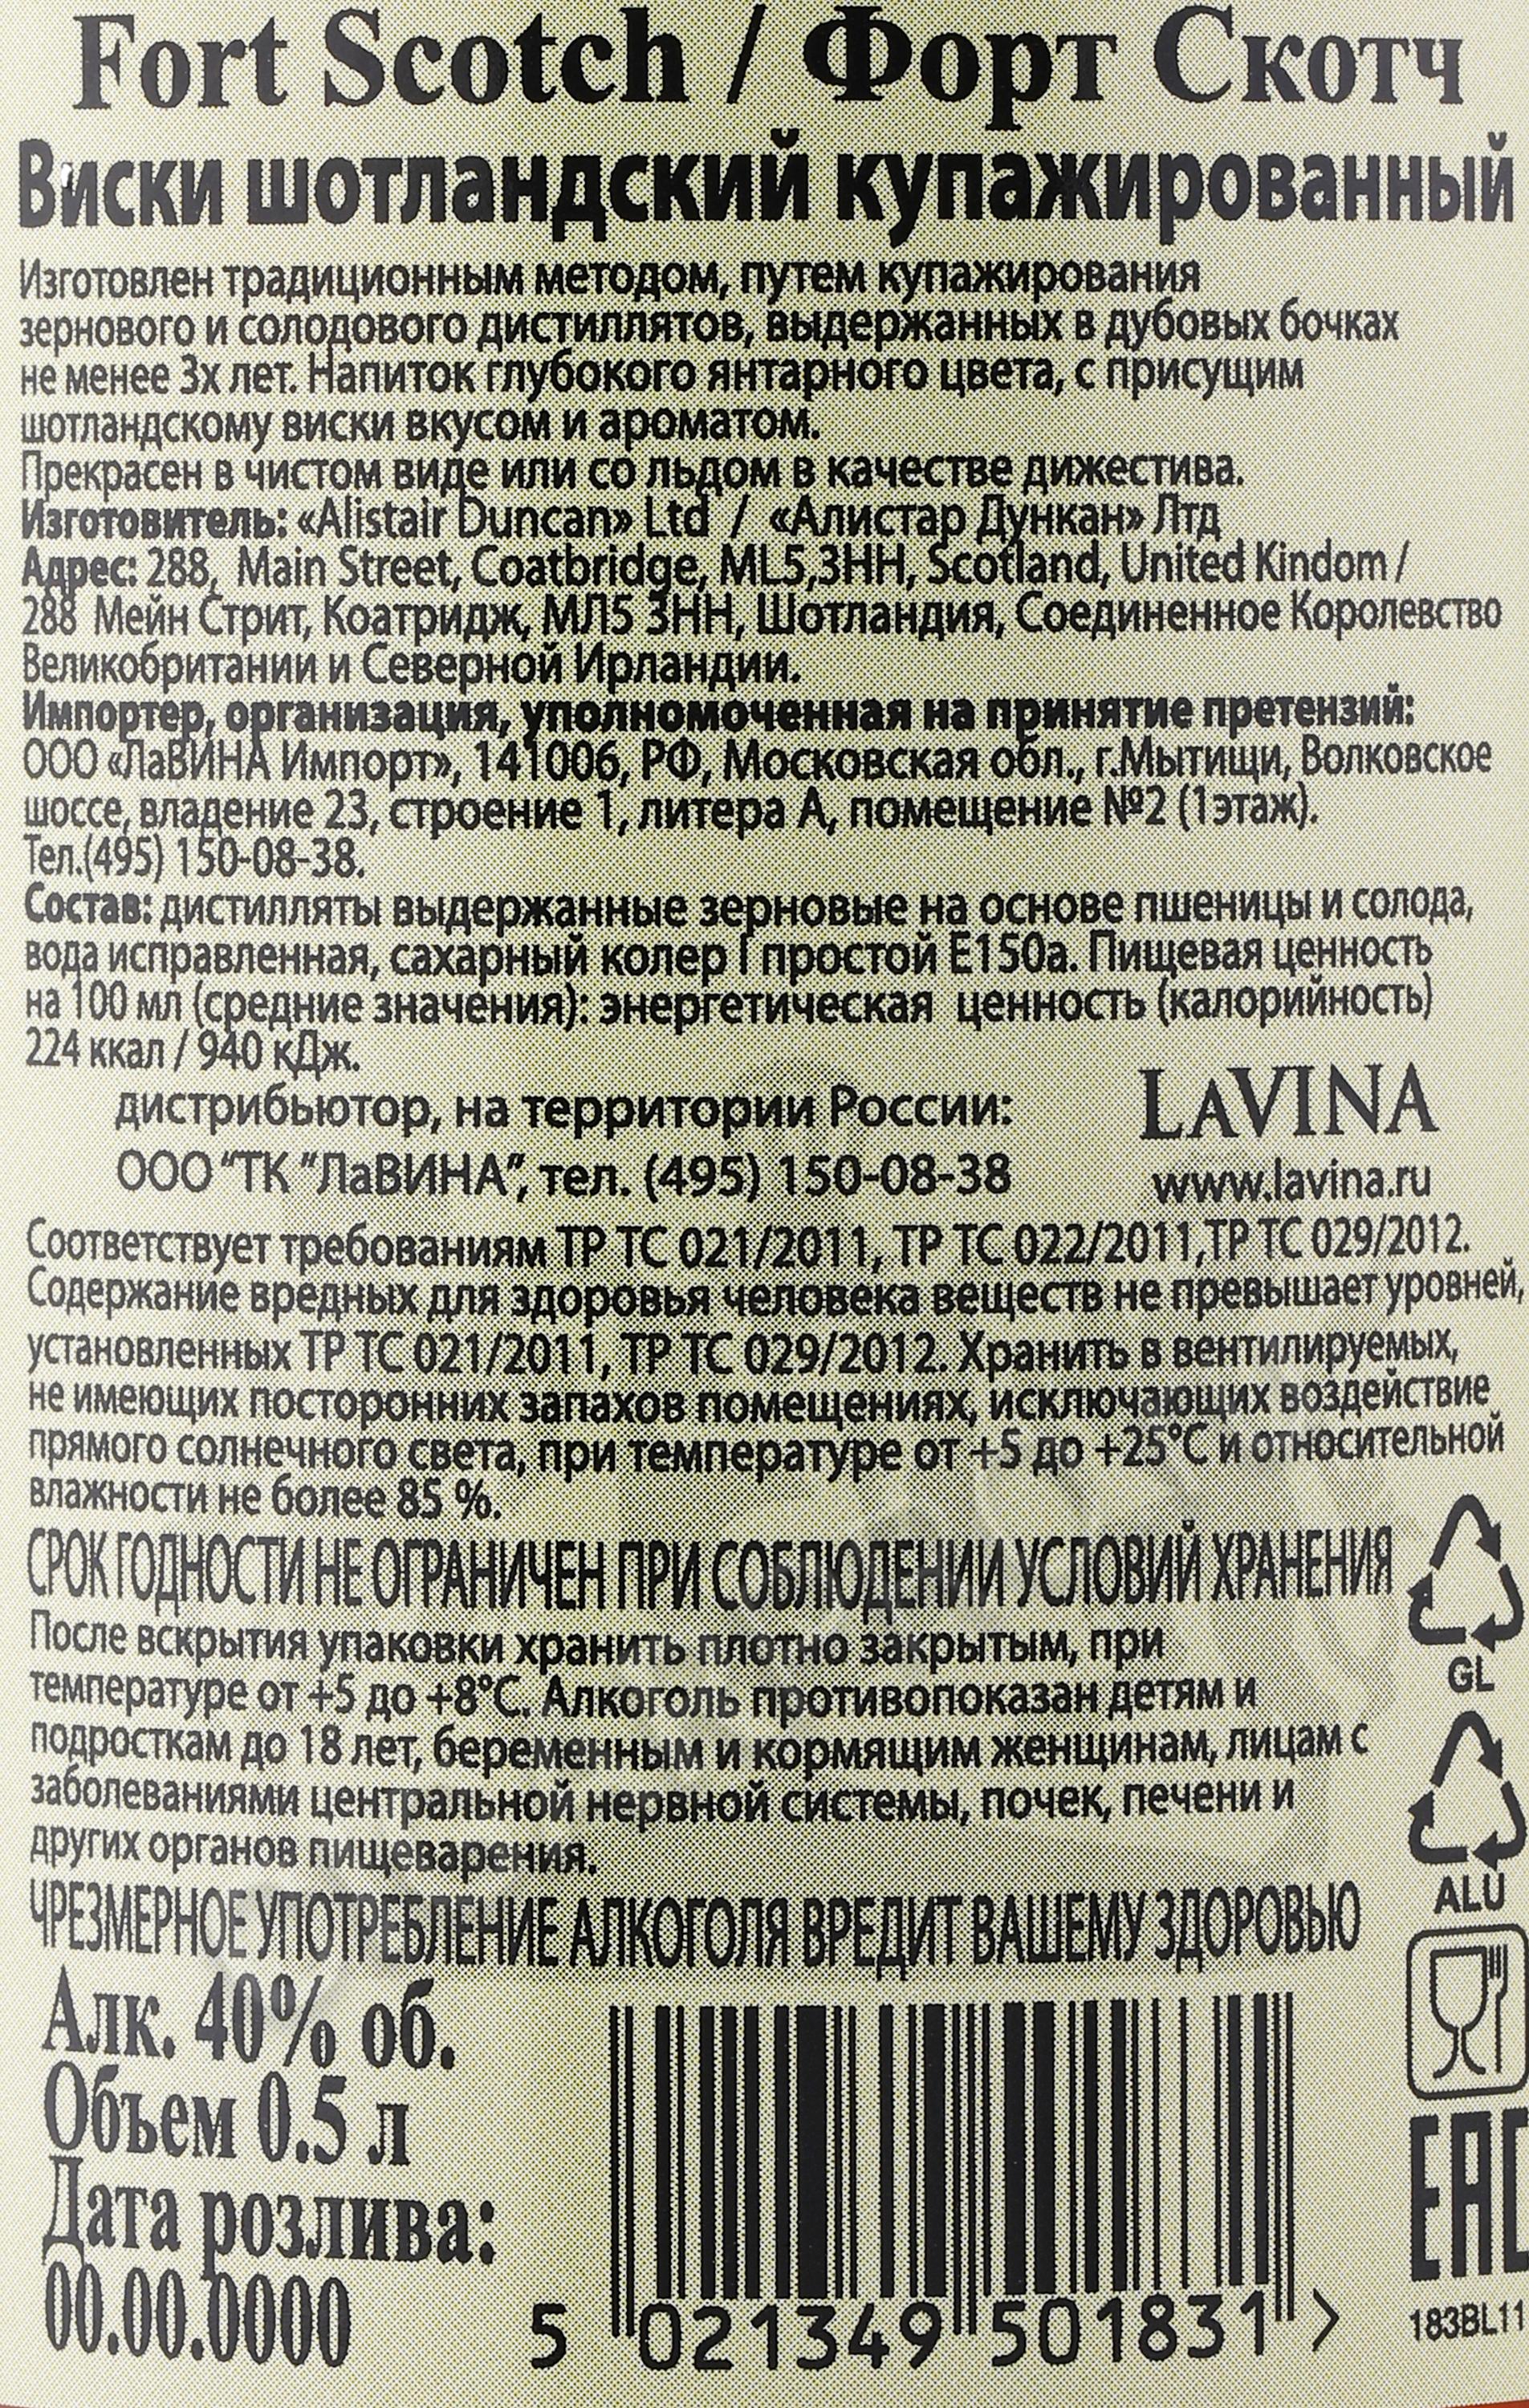 Fort Scotch / Форт Скотч
Виски шотландский купажированный
Изготовлен традиционным методом, путем купажирования
зернового и солодового дистиллятов, выдержанных в дубовых бочках
не менее 3х лет. Напиток глубокого янтарного цвета, с присущим
шотландскому виски вкусом и ароматом.
Прекрасен в чистом виде или со льдом в качестве дижестива.
Изготовитель: «Alistair Duncan» Ltd / «Алистар Дункан» Лтд
Адрес: 288, Main Street, Coatbridge, ML5,3HH, Scotland, United Kindom /
288 Мейн Стрит, Коатридж, МЛ5 3НН, Шотландия, Соединенное Королевство
Великобритании и Северной Ирландии.
Импортер, организация, уполномоченная на принятие претензий:
ООО «ЛаВИНА Импорт», 141006, РФ, Московская обл., г.Мытищи, Волковское
шоссе, владение 23, строение 1, литера А, помещение №2 (1этаж).
Тел.(495) 150-08-38.
Состав: дистилляты выдержанные зерновые на основе пшеницы и солода,
вода исправленная, сахарный колер I простой Е150а. Пищевая ценность
на 100 мл (средние значения): энергетическая ценность (калорийность)
224 ккал / 940 кДж.
дистрибьютор, на территории России:
ООО "ТК "ЛаВИНА", тел. (495) 150-08-38
LAVINA
www.lavina.ru
Соответствует требованиям ТР ТС 021/2011, ТР ТС 022/2011,ТР ТС 029/2012.
Содержание вредных для здоровья человека веществ не превышает уровней,
установленных ТР ТС 021/2011, ТР ТС 029/2012. Хранить в вентилируемых,
не имеющих посторонних запахов помещениях, исключающих воздействие
прямого солнечного света, при температуре от +5 до +25°C и относительной
влажности не более 85 %.
СРОК ГОДНОСТИ НЕ ОГРАНИЧЕН ПРИ СОБЛЮДЕНИИ УСЛОВИЙ ХРАНЕНИЯ
После вскрытия упаковки хранить плотно закрытым, при
температуре от +5 до +8°C. Алкоголь противопоказан детям и
подросткам до 18 лет, беременным и кормящим женщинам, лицам с
заболеваниями центральной нервной системы, почек, печени и
других органов пищеварения.
ЧРЕЗМЕРНОЕ УПОТРЕБЛЕНИЕ АЛКОГОЛЯ ВРЕДИТ ВАШЕМУ ЗДОРОВЬЮ
GL
ALU
Алк. 40% об.
Объем 0.5 л
Дата розлива:
00.00.0000
5 021349 501831 >
EAC
183BL11